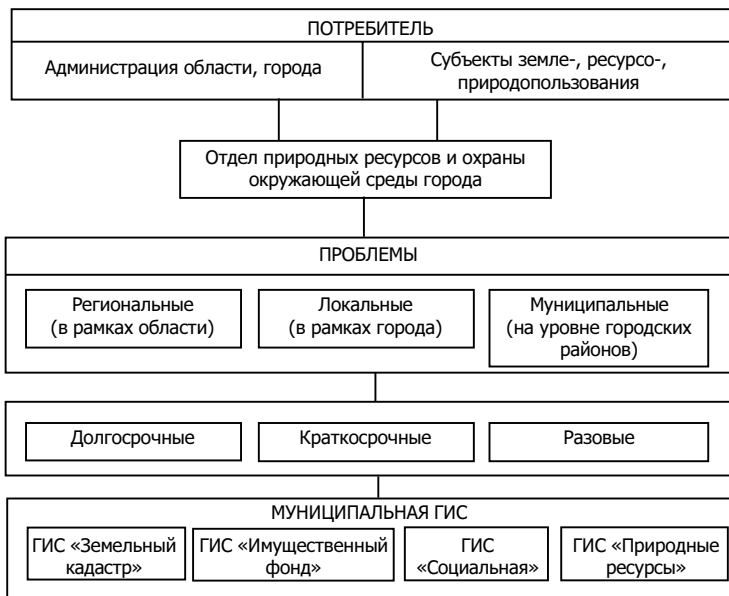 ПОТРЕБИТЕЛЬ
Администрация области, города
Субъекты земле-, ресурсо-,
природопользования
Отдел природных ресурсов и охраны
окружающей среды города
ПРОБЛЕМЫ
Региональные
(в рамках области)
Локальные
(в рамках города)
Муниципальные
(на уровне городских
районов)
Долгосрочные
Краткосрочные
Разовые
МУНИЦИПАЛЬНАЯ ГИС
ГИС «Земельный
кадастр»
ГИС «Имущественный
фонд»
ГИС
«Социальная»
ГИС «Природные
ресурсы»